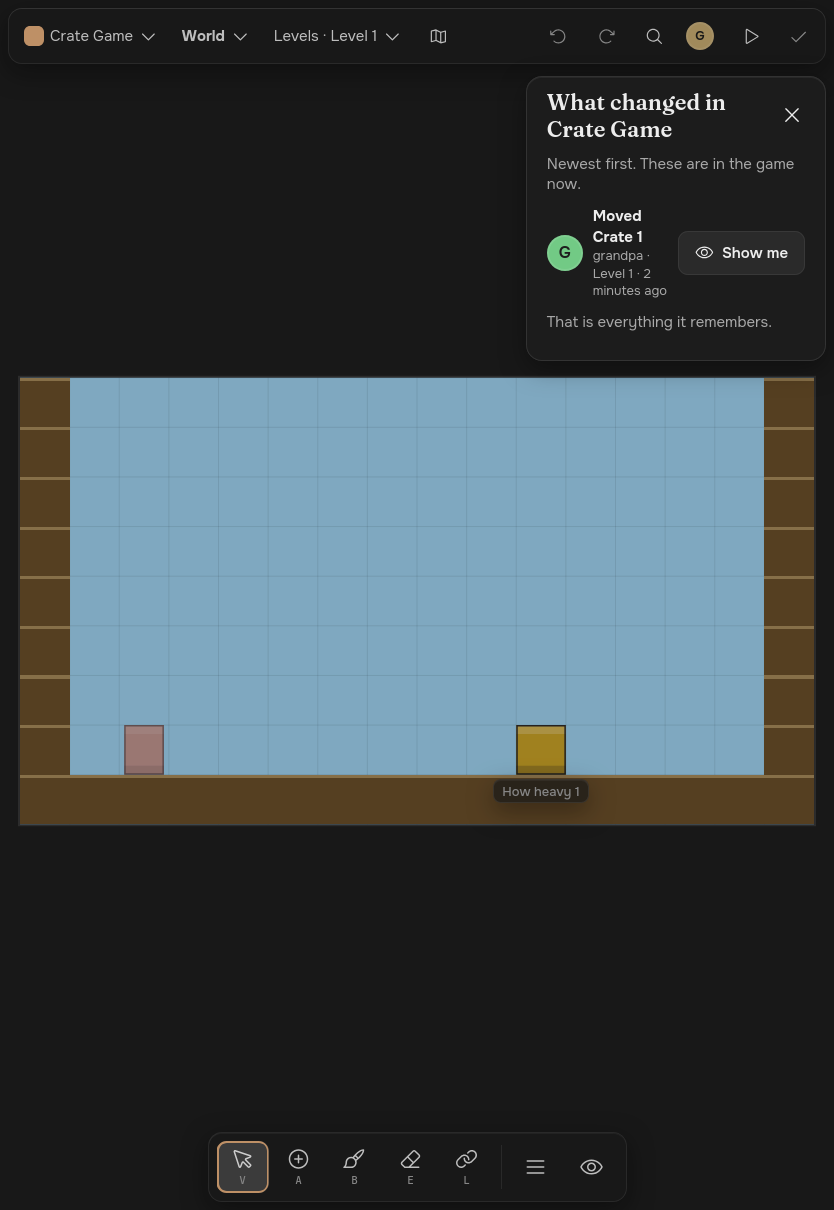 Crate Game
World
Levels · Level 1
G
What changed in
Crate Game
Newest first. These are in the game
now.
G
Moved
Crate 1
grandpa ·
Level 1 · 2
minutes ago
Show me
That is everything it remembers.
How heavy 1
V
A
B
E
L